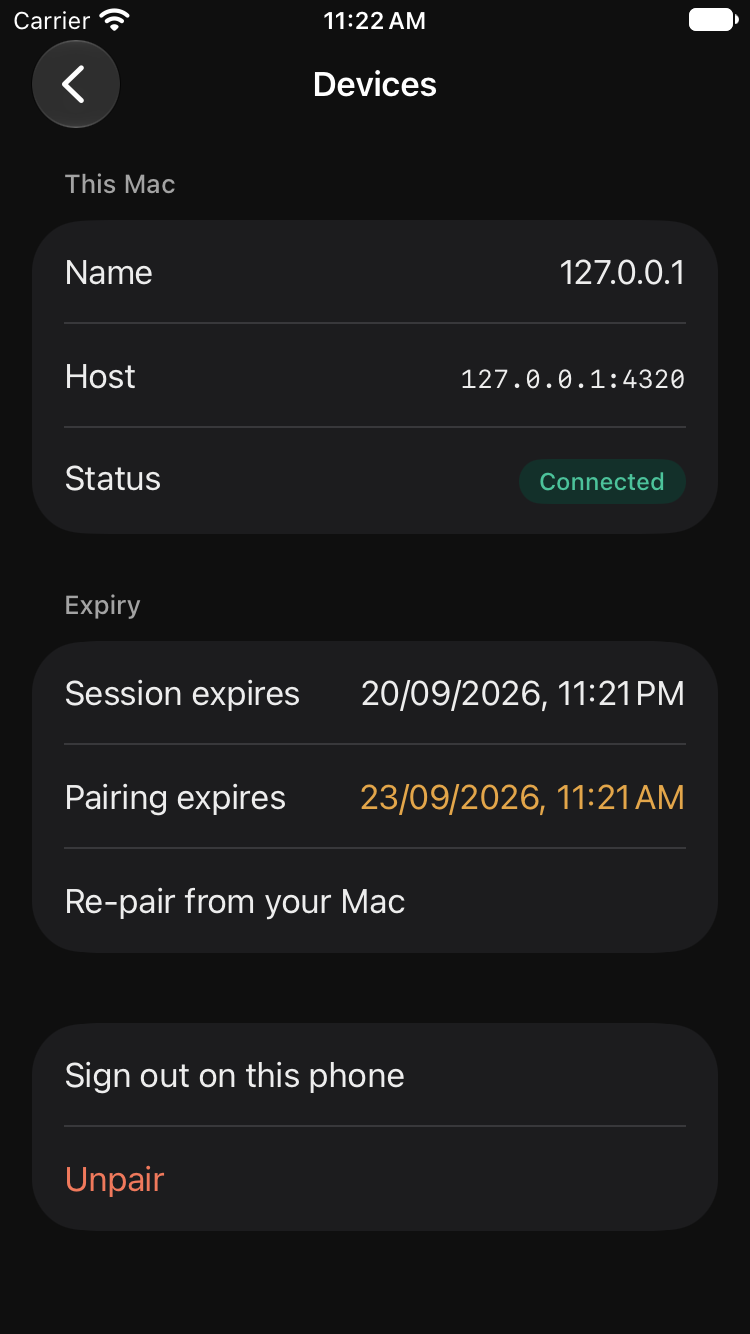 Carrier 11:22 AM
Devices
This Mac
Name 127.0.0.1
Host 127.0.0.1:4320
Status Connected
Expiry
Session expires 20/09/2026, 11:21 PM
Pairing expires 23/09/2026, 11:21 AM
Re-pair from your Mac
Sign out on this phone
Unpair